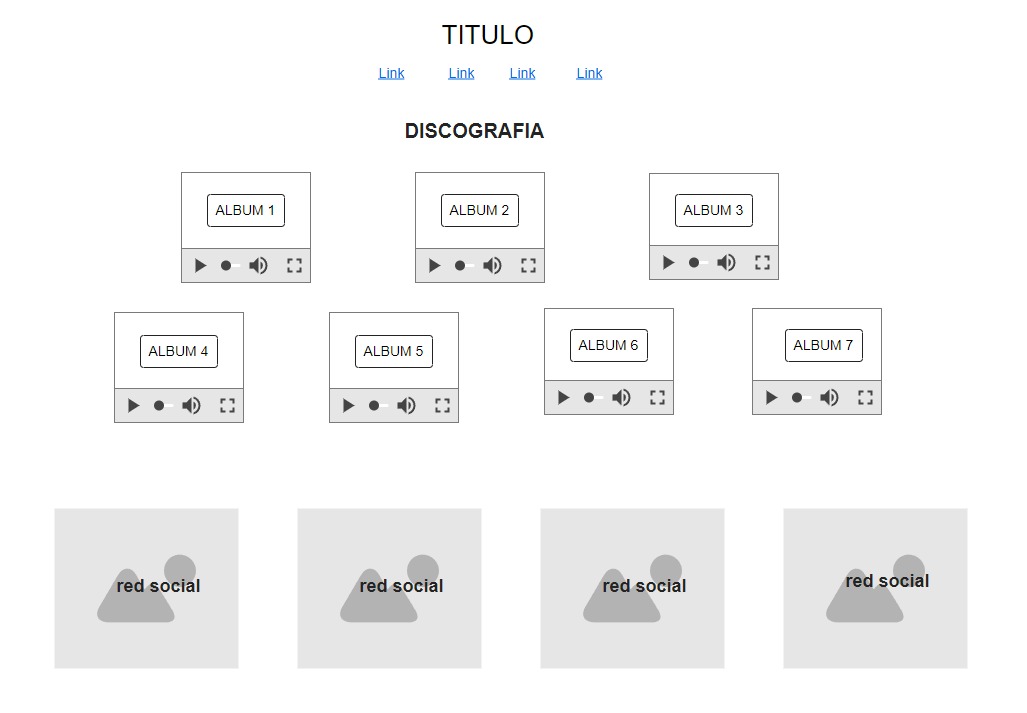 TITULO
Link Link Link Link
DISCOGRAFIA
ALBUM 1 ALBUM 2 ALBUM 3
ALBUM 4 ALBUM 5 ALBUM 6 ALBUM 7
red social red social red social red social